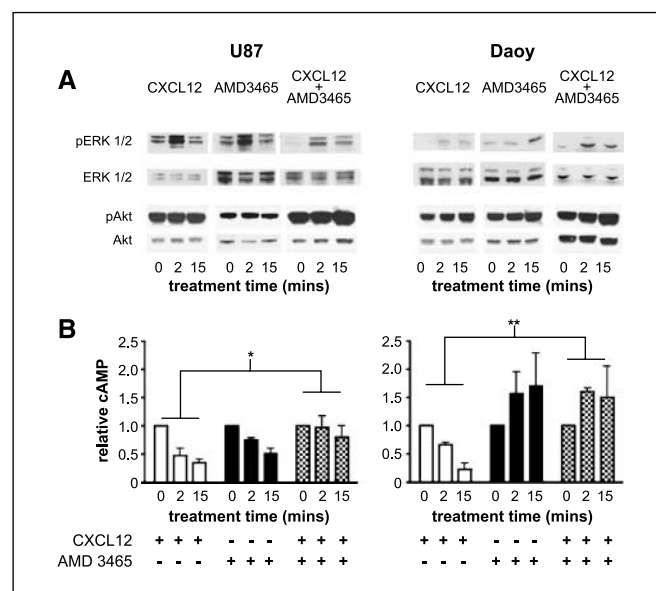 U87 Daoy
A
CXCL12 AMD3465 CXCL12 + AMD3465 CXCL12 AMD3465 CXCL12 + AMD3465
pERK 1/2
ERK 1/2
pAkt
Akt
0 2 15 0 2 15 0 2 15 0 2 15 0 2 15 0 2 15
treatment time (mins) treatment time (mins)
B
* **
relative cAMP
2.5 2.5
2.0 2.0
1.5 1.5
1.0 1.0
0.5 0.5
0 0
0 2 15 0 2 15 0 2 15 0 2 15 0 2 15 0 2 15
treatment time (mins) treatment time (mins)
CXCL12 + + + - - - + + + + + + - - - + + +
AMD 3465 - - - + + + + + + - - - + + + + + +